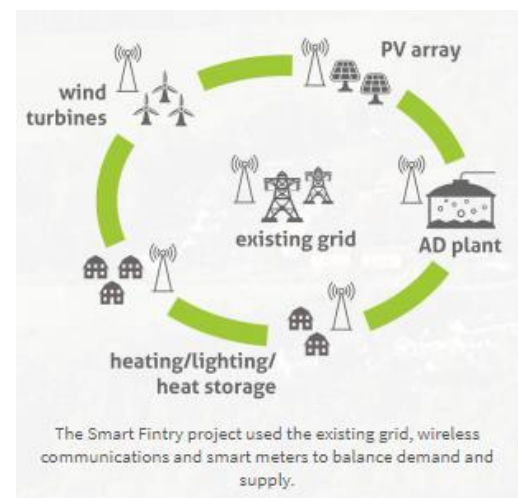 PV array
wind
turbines
existing grid
AD plant
heating/lighting/
heat storage
The Smart Fintry project used the existing grid, wireless
communications and smart meters to balance demand and
supply.